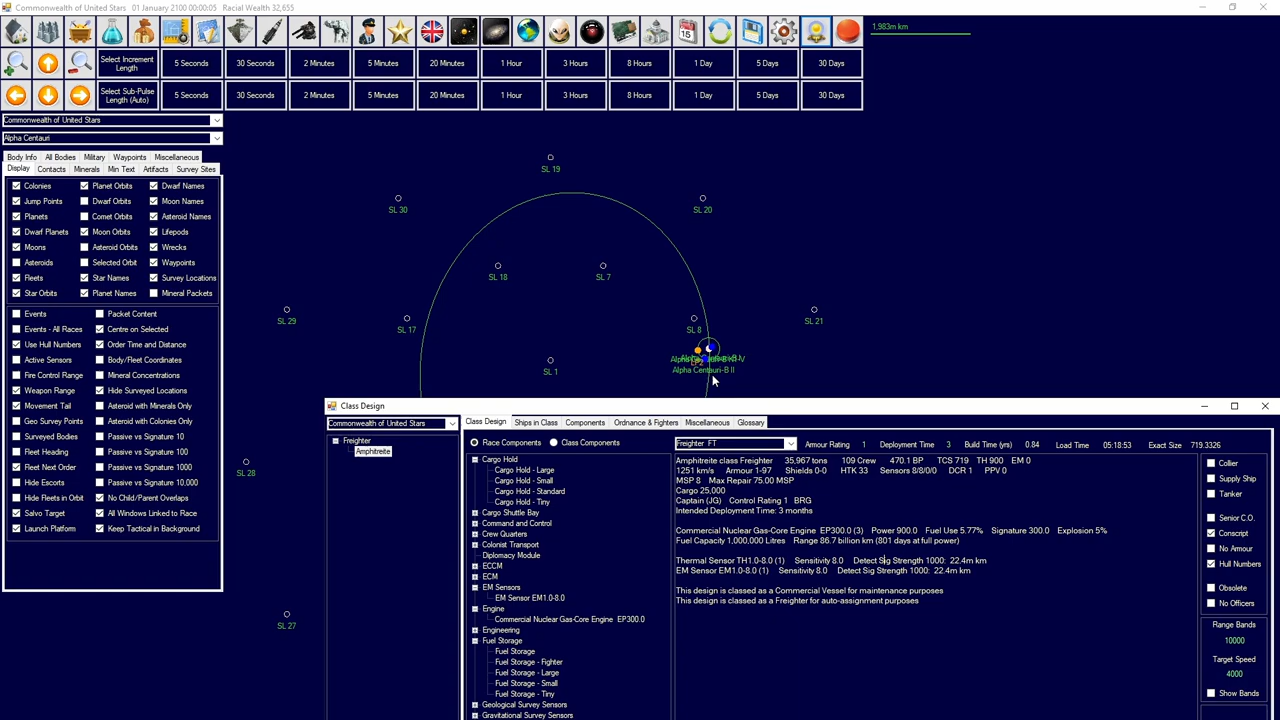 Commonwealth of United Stars   01 January 2100 00:00:05   Racial Wealth 32,655
1,983m km
Select Increment Length
5 Seconds
30 Seconds
2 Minutes
5 Minutes
20 Minutes
1 Hour
3 Hours
8 Hours
1 Day
5 Days
30 Days
Select Sub-Pulse Length (Auto)
5 Seconds
30 Seconds
2 Minutes
5 Minutes
20 Minutes
1 Hour
3 Hours
8 Hours
1 Day
5 Days
30 Days
Commonwealth of United Stars
Alpha Centauri
Body Info   All Bodies   Military   Waypoints   Miscellaneous
Display   Contacts   Minerals   Min Text   Artifacts   Survey Sites
Colonies   Planet Orbits   Dwarf Names
Jump Points   Dwarf Orbits   Moon Names
Planets   Comet Orbits   Asteroid Names
Dwarf Planets   Moon Orbits   Lifepods
Moons   Asteroid Orbits   Wrecks
Asteroids   Selected Orbit   Waypoints
Fleets   Star Names   Survey Locations
Star Orbits   Planet Names   Mineral Packets
Events   Packet Content
Events - All Races   Centre on Selected
Use Hull Numbers   Order Time and Distance
Active Sensors   Body/Fleet Coordinates
Fire Control Range   Mineral Concentrations
Weapon Range   Hide Surveyed Locations
Movement Tail   Asteroid with Minerals Only
Geo Survey Points   Asteroid with Colonies Only
Surveyed Bodies   Passive vs Signature 10
Fleet Heading   Passive vs Signature 100
Fleet Next Order   Passive vs Signature 1000
Hide Escorts   Passive vs Signature 10,000
Hide Fleets in Orbit   No Child/Parent Overlaps
Salvo Target   All Windows Linked to Race
Launch Platform   Keep Tactical in Background
SL 19
SL 30
SL 20
SL 18
SL 7
SL 29
SL 17
SL 8
SL 21
SL 1
Alpha Centauri-B II
SL 28
SL 27
Class Design
Commonwealth of United Stars
Freighter
Amphitreite
Class Design   Ships in Class   Components   Ordnance & Fighters   Miscellaneous   Glossary
Race Components   Class Components
Cargo Hold
Cargo Hold - Large
Cargo Hold - Small
Cargo Hold - Standard
Cargo Hold - Tiny
Cargo Shuttle Bay
Command and Control
Crew Quarters
Colonist Transport
Diplomacy Module
ECCM
ECM
EM Sensors
EM Sensor EM1.0-8.0
Engine
Commercial Nuclear Gas-Core Engine  EP300.0
Engineering
Fuel Storage
Fuel Storage
Fuel Storage - Fighter
Fuel Storage - Large
Fuel Storage - Small
Fuel Storage - Tiny
Geological Survey Sensors
Gravitational Survey Sensors
Freighter  FT   Armour Rating   1   Deployment Time   3   Build Time (yrs)   0.84   Load Time   05:18:53   Exact Size   719.3326
Amphitreite class Freighter      35,967 tons      109 Crew      470.1 BP      TCS 719    TH 900    EM 0
1251 km/s    Armour 1-97    Shields 0-0    HTK 33    Sensors 8/8/0/0    DCR 1    PPV 0
MSP 8    Max Repair 75.00 MSP
Cargo 25,000
Captain (JG)    Control Rating 1   BRG
Intended Deployment Time: 3 months
Commercial Nuclear Gas-Core Engine  EP300.0 (3)    Power 900.0    Fuel Use 5.77%    Signature 300.0    Explosion 5%
Fuel Capacity 1,000,000 Litres    Range 86.7 billion km (801 days at full power)
Thermal Sensor TH1.0-8.0 (1)    Sensitivity 8.0    Detect Sig Strength 1000:  22.4m km
EM Sensor EM1.0-8.0 (1)    Sensitivity 8.0    Detect Sig Strength 1000:  22.4m km
This design is classed as a Commercial Vessel for maintenance purposes
This design is classed as a Freighter for auto-assignment purposes
Collier
Supply Ship
Tanker
Senior C.O.
Conscript
No Armour
Hull Numbers
Obsolete
No Officers
Range Bands
10000
Target Speed
4000
Show Bands